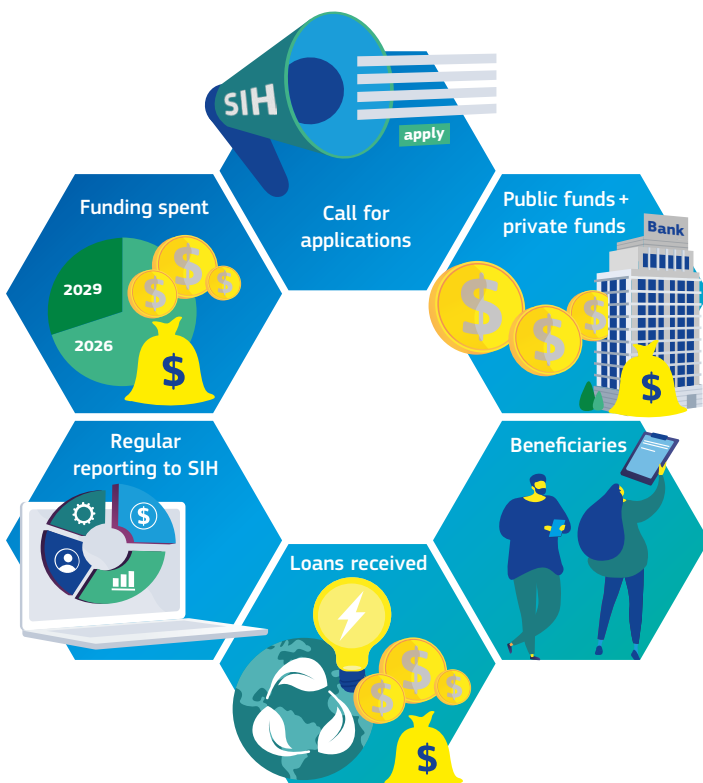 SIH
apply
Call for
applications
Public funds +
private funds
Bank
$
$
$
$
Beneficiaries
Loans received
$
$
$
$
Regular
reporting to SIH
$
Funding spent
2029
2026
$
$
$
$